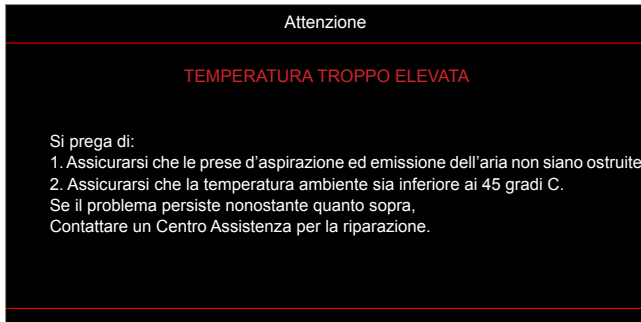 Attenzione
TEMPERATURA TROPPO ELEVATA
Si prega di:
1. Assicurarsi che le prese d’aspirazione ed emissione dell’aria non siano ostruite
2. Assicurarsi che la temperatura ambiente sia inferiore ai 45 gradi C.
Se il problema persiste nonostante quanto sopra,
Contattare un Centro Assistenza per la riparazione.